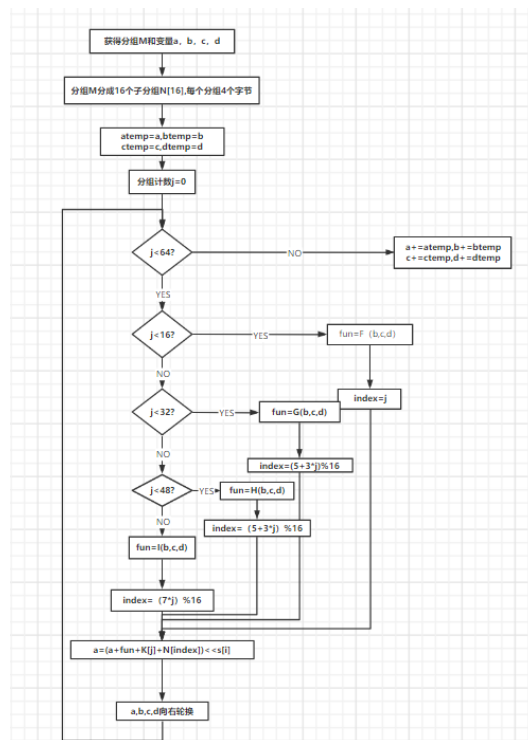 获得分组M和变量a，b，c，d
分组M分成16个子分组N[16],每个分组4个字节
atemp=a,btemp=b
ctemp=c,dtemp=d
分组计数j=0
j<64?
NO
a+=atemp,b+=btemp
c+=ctemp,d+=dtemp
YES
j<16?
YES
fun=F（b,c,d）
NO
index=j
j<32?
YES
fun=G(b,c,d)
NO
index=(5+3*j)%16
j<48?
YES
fun=H(b,c,d)
NO
index=（5+3*j）%16
fun=I(b,c,d)
index=（7*j）%16
a=(a+fun+K[j]+N[index])<<s[i]
a,b,c,d向右轮换